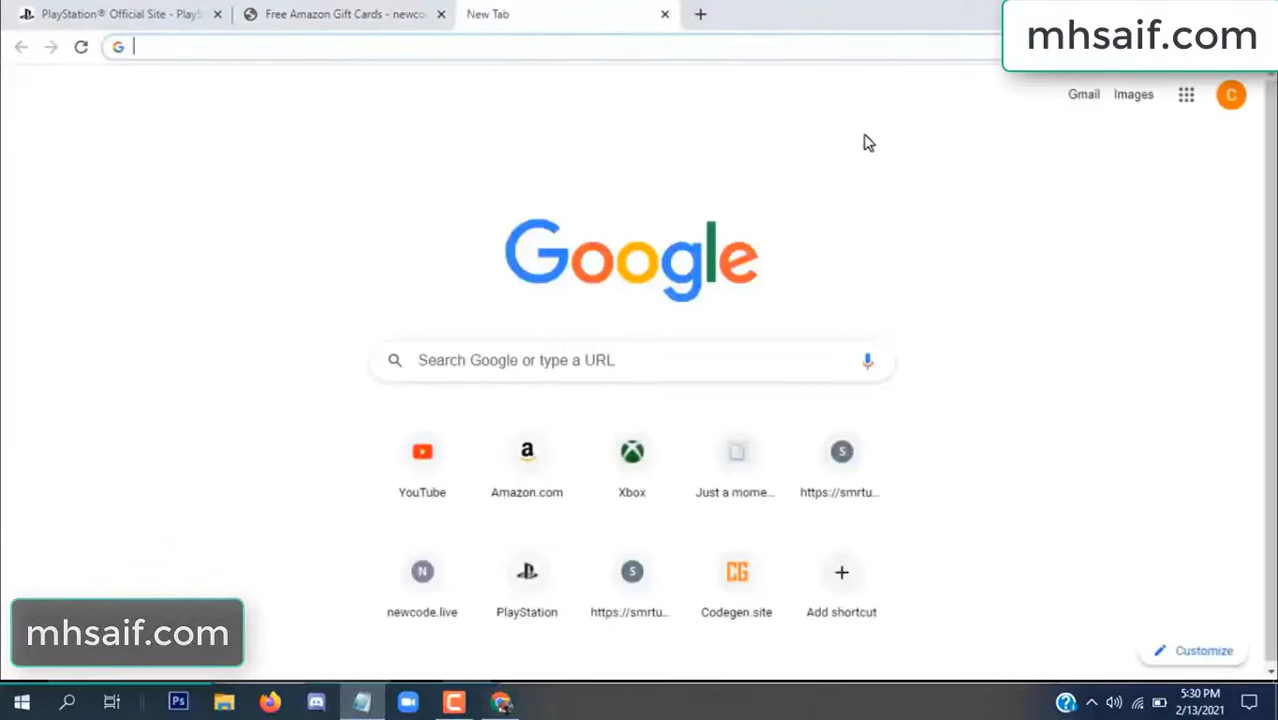 PlayStation® Official Site - PlayS
Free Amazon Gift Cards - newco
New Tab
mhsaif.com
Gmail
Images
C
Google
Search Google or type a URL
YouTube
Amazon.com
Xbox
Just a mome...
https://smrtu...
newcode.live
PlayStation
https://smrtu...
Codegen.site
Add shortcut
mhsaif.com
Customize
5:30 PM
2/13/2021